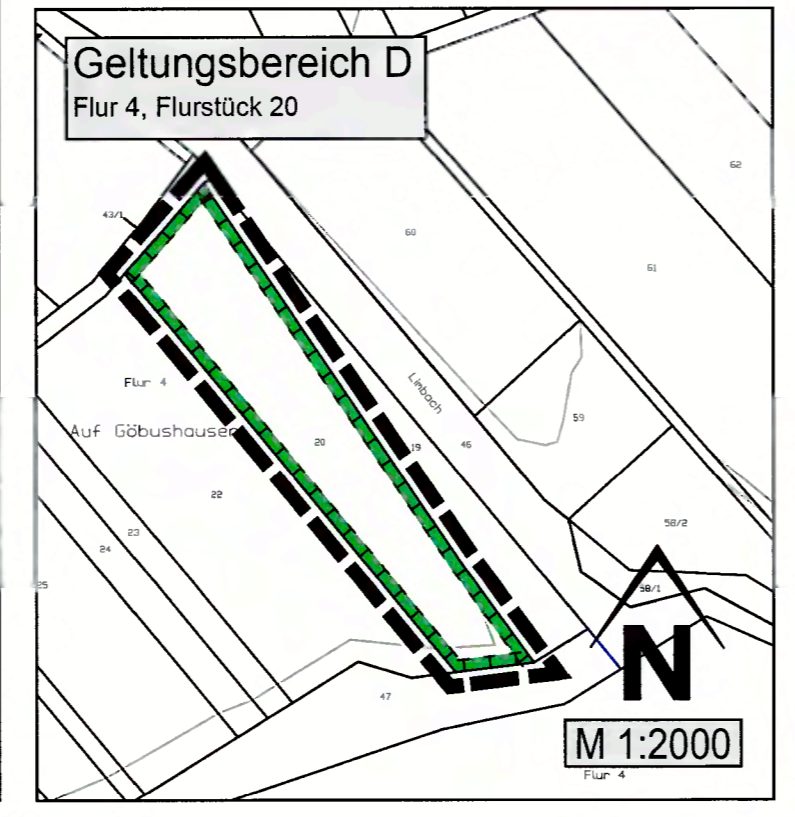 Geltungsbereich D
Flur 4, Flurstück 20
62
43/1
60
61
Flur 4
Limbach
59
Auf Göbushausen
20
19
46
22
58/2
23
24
25
58/1
47
N
M 1:2000
Flur 4